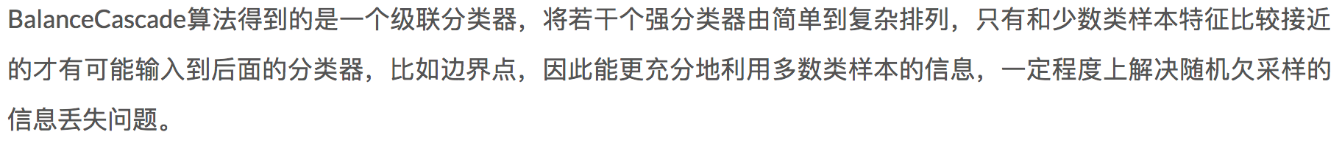 BalanceCascade算法得到的是一个级联分类器，将若干个强分类器由简单到复杂排列，只有和少数类样本特征比较接近
的才有可能输入到后面的分类器，比如边界点，因此能更充分地利用多数类样本的信息，一定程度上解决随机欠采样的
信息丢失问题。